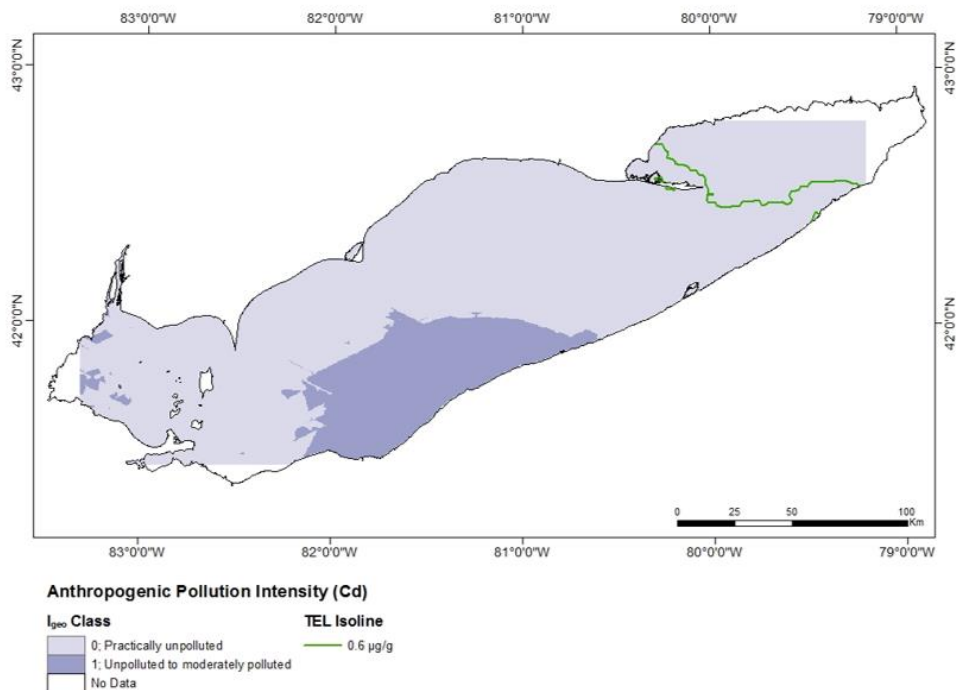 83°0'0"W 82°0'0"W 81°0'0"W 80°0'0"W 79°0'0"W
43°0'0"N 43°0'0"N
42°0'0"N 42°0'0"N
0 25 50 100
Km
83°0'0"W 82°0'0"W 81°0'0"W 80°0'0"W 79°0'0"W
Anthropogenic Pollution Intensity (Cd)
Igeo Class TEL Isoline
0; Practically unpolluted 0.6 µg/g
1; Unpolluted to moderately polluted
No Data